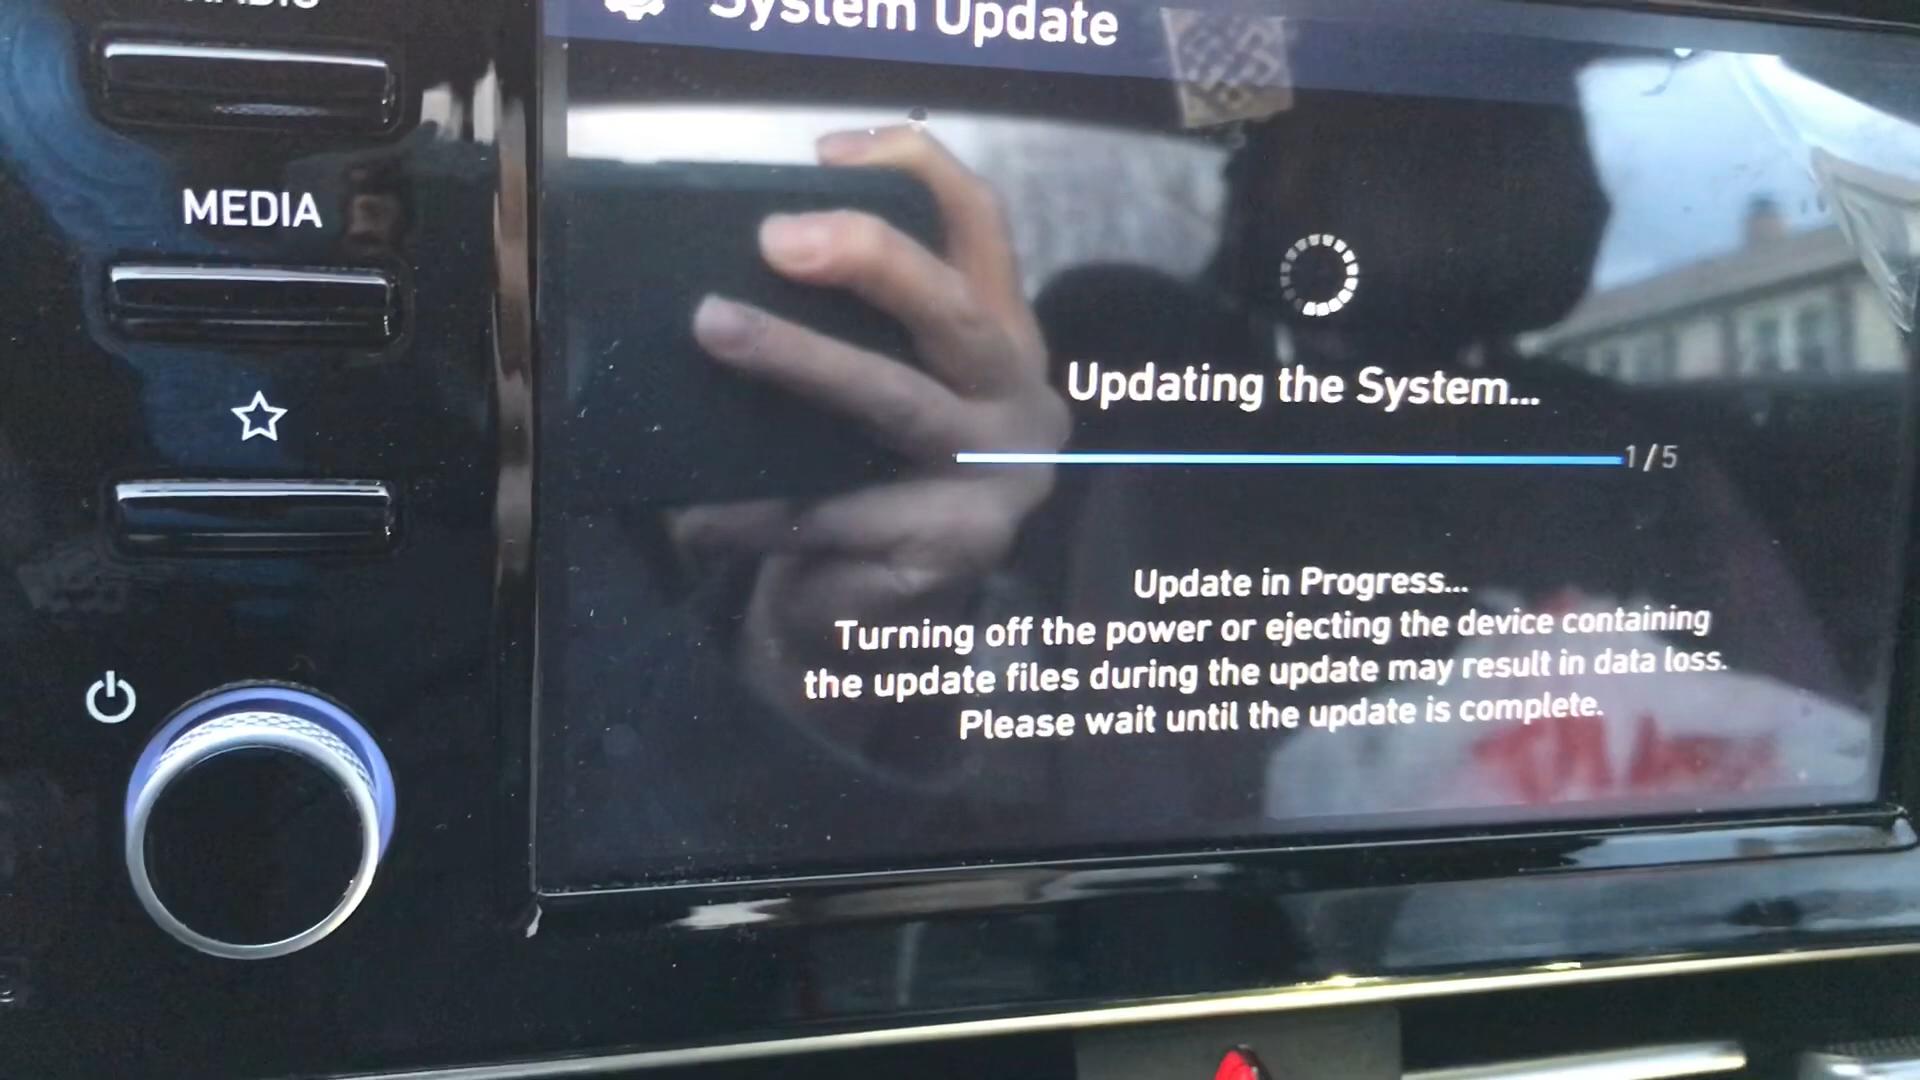 RADIO
System Update
MEDIA
Updating the System...
1/5
Update in Progress...
Turning off the power or ejecting the device containing
the update files during the update may result in data loss.
Please wait until the update is complete.